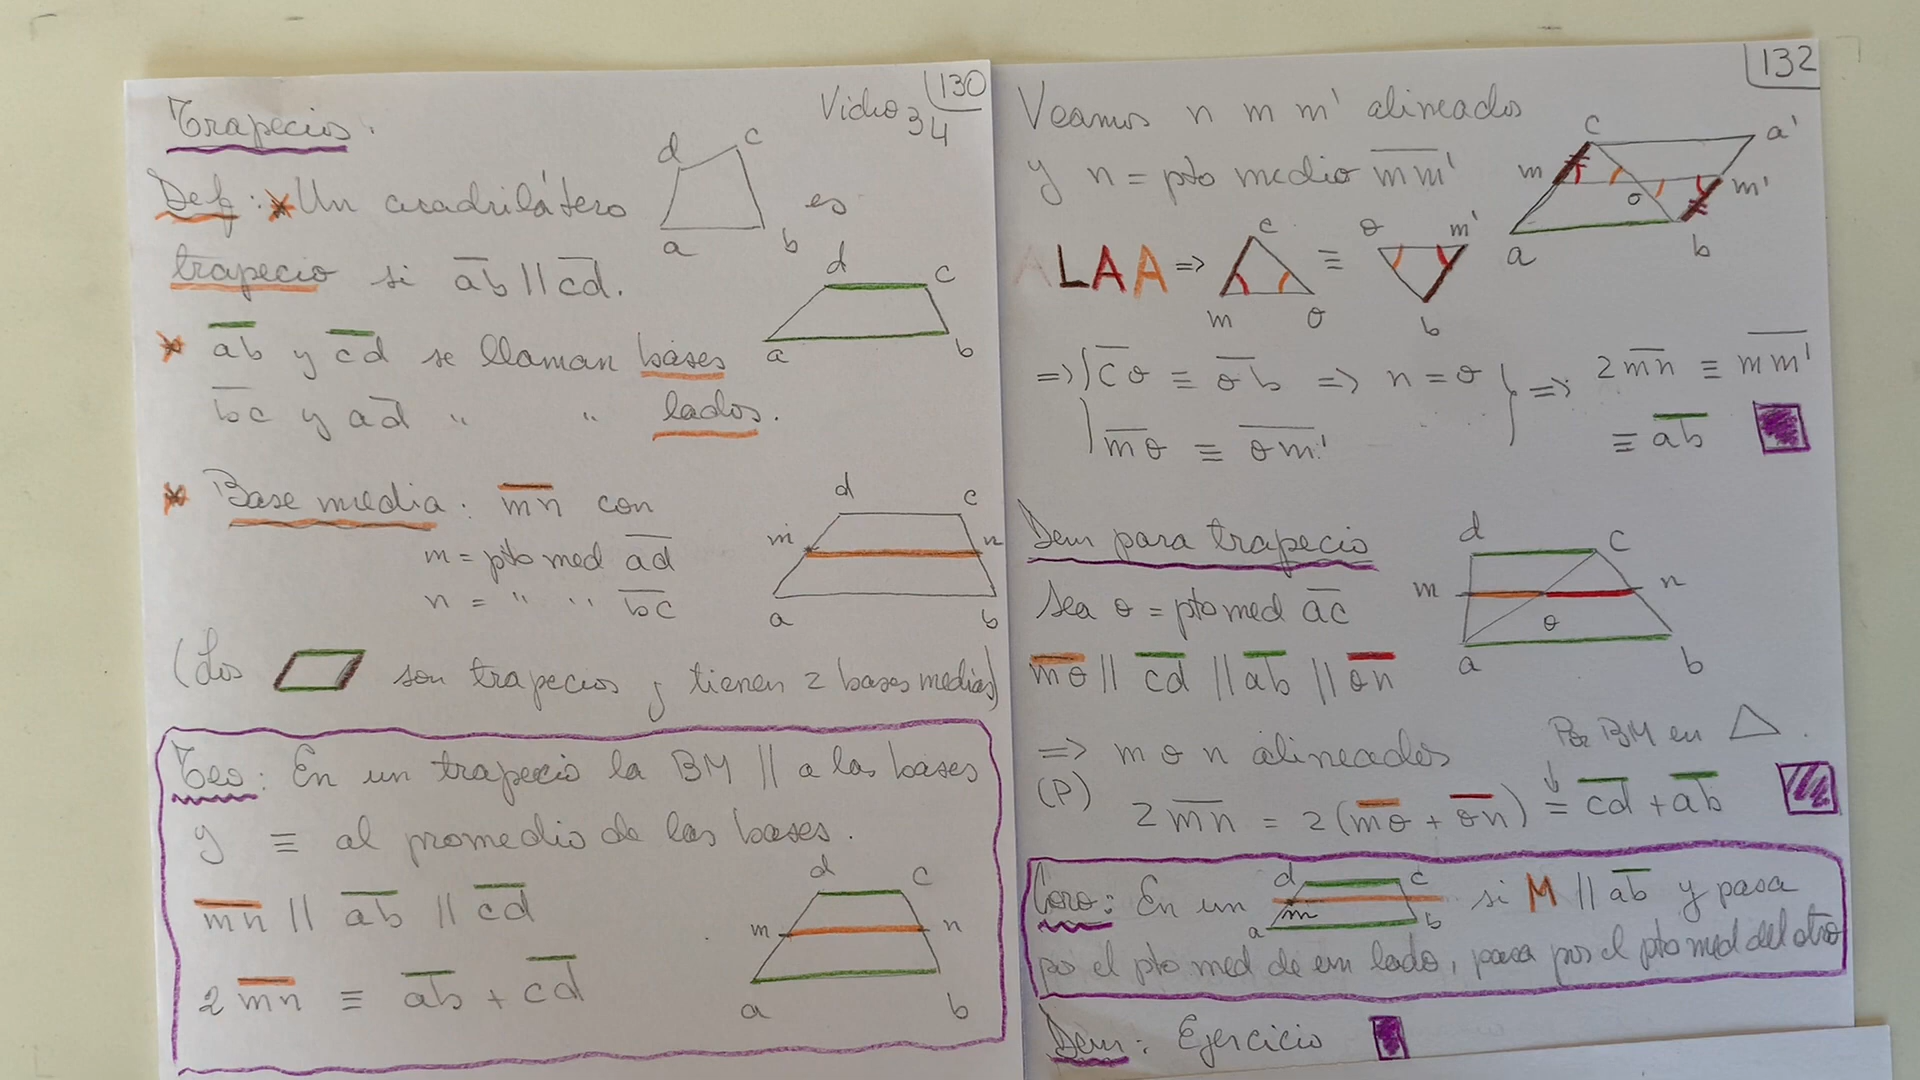 130
Trapecios.
Video 34
d c
a b
Def: * Un cuadrilátero es
trapecio si ab // cd.
d c
a b
* ab y cd se llaman bases
bc y ad " " lados.
* Base media: mn con
m = pto med ad
n = " " bc
d c
m n
a b
(Los son trapecios y tienen 2 bases medias)
Teo: En un trapecio la BM // a las bases
y ≡ al promedio de las bases.
mn // ab // cd
2 mn ≡ ab + cd
d c
m n
a b
132
Veamos n m m' alineados
y n = pto medio mm'
c a'
m m'
o
a b
ALAA => ≡
c
m o
o m'
b
=> { co ≡ ob => n = o } => 2 mn ≡ mm'
mo ≡ om' ≡ ab
Dem para trapecio
d c
m n
o
a b
Sea o = pto med ac
mo // cd // ab // on
=> m o n alineados
(P)
Por BM en △.
2 mn = 2 (mo + on) = cd + ab
Coro: En un si M // ab y pasa
d c
m
a b
po el pto med de un lado, pasa por el pto med del otro
Dem: Ejercicio